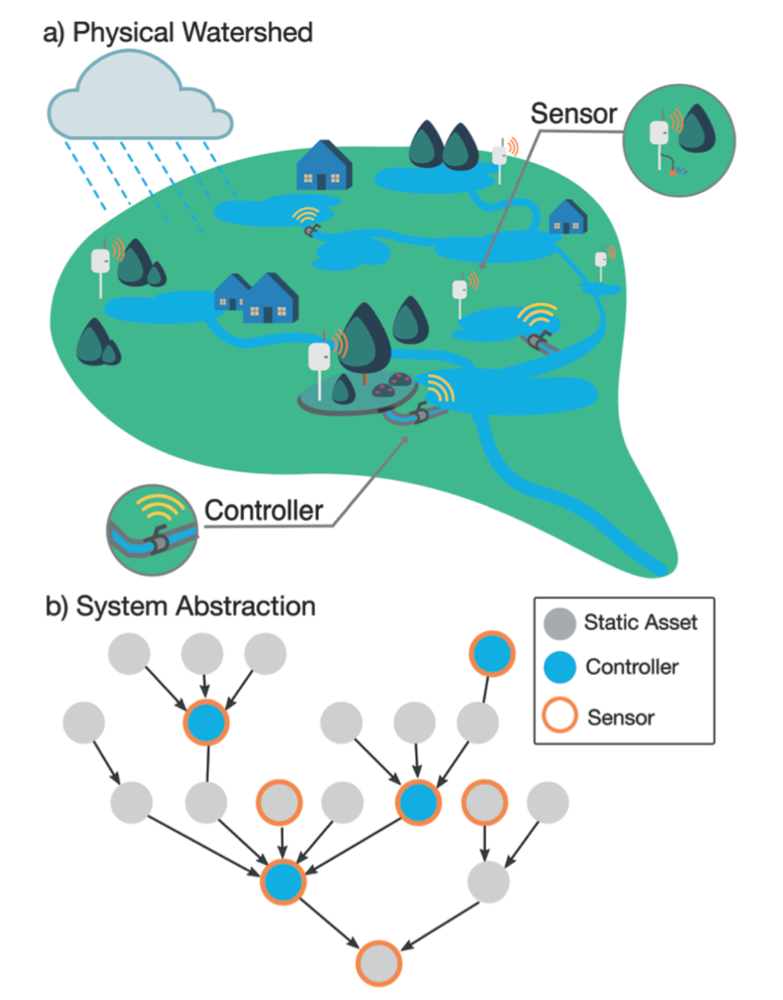 a) Physical Watershed
Sensor
Controller
b) System Abstraction
Static Asset
Controller
Sensor